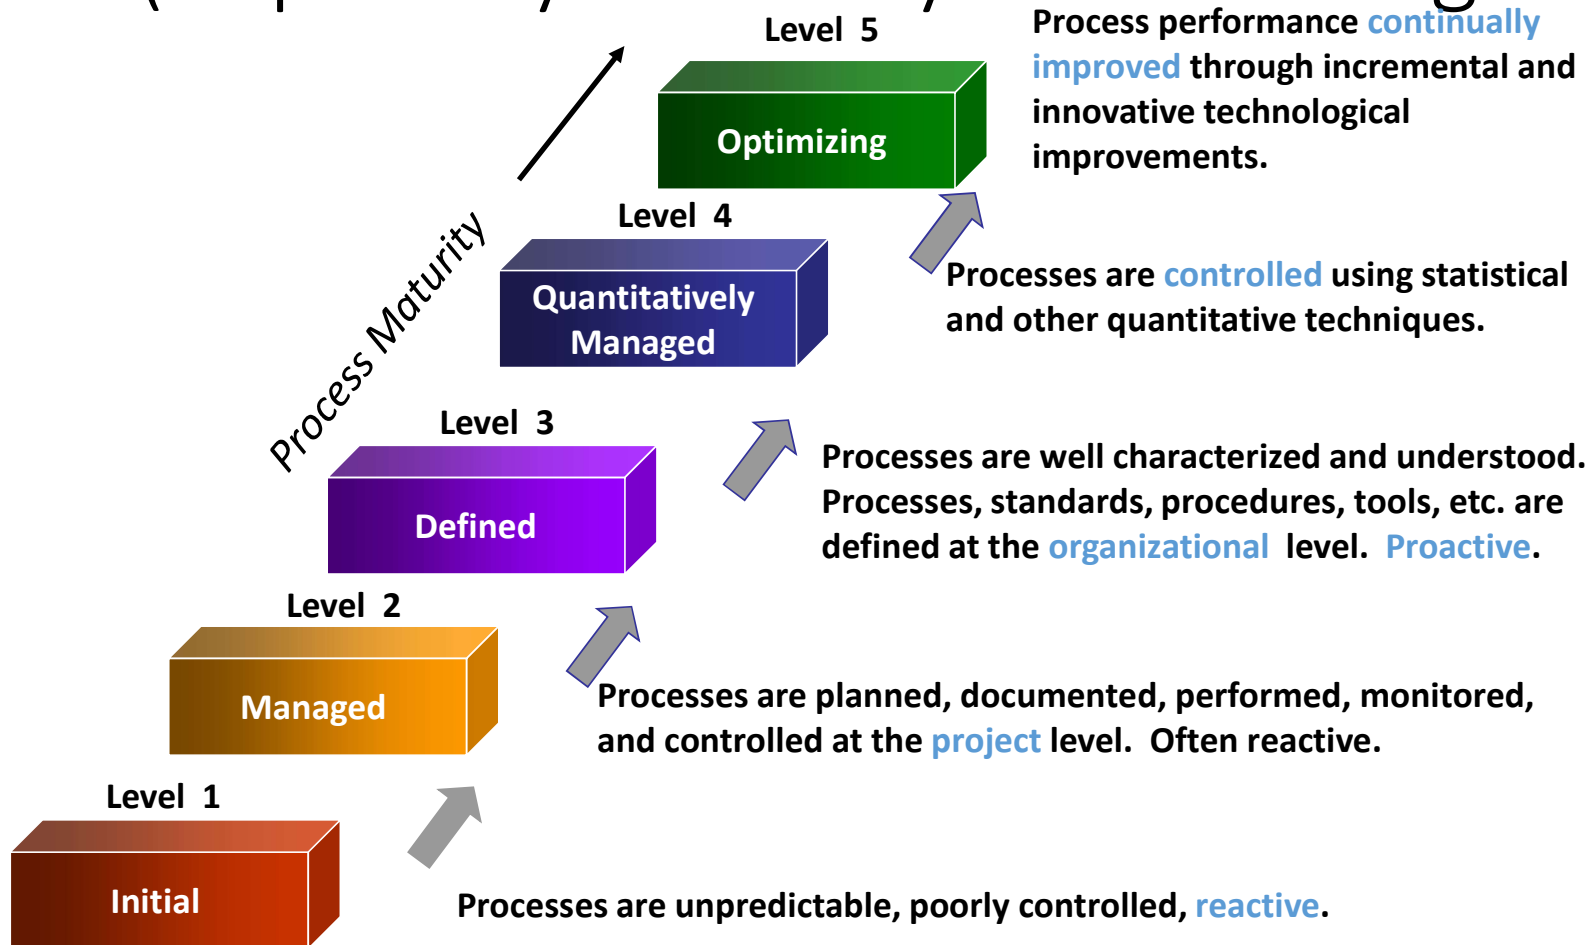 Level 5
Optimizing
Process performance continually
improved through incremental and
innovative technological
improvements.
Process Maturity
Level 4
Quantitatively
Managed
Processes are controlled using statistical
and other quantitative techniques.
Level 3
Defined
Processes are well characterized and understood.
Processes, standards, procedures, tools, etc. are
defined at the organizational level. Proactive.
Level 2
Managed
Processes are planned, documented, performed, monitored,
and controlled at the project level. Often reactive.
Level 1
Initial
Processes are unpredictable, poorly controlled, reactive.